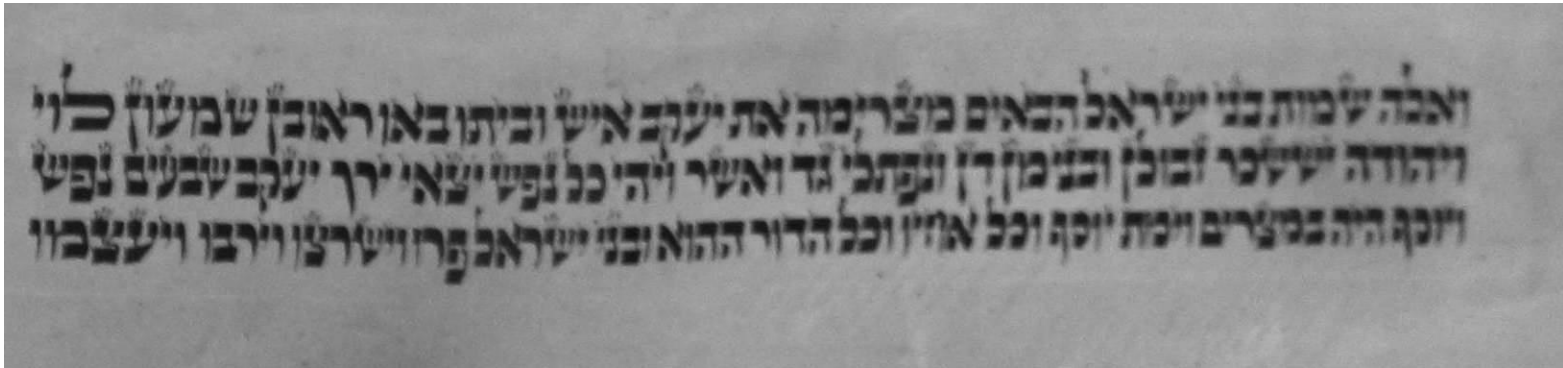 ואלה שמות בני ישראל הבאים מצרימה את יעקב איש וביתו באו ראובן שמעון לוי
ויהודה יששכר זבולן ובנימן דן ונפתלי גד ואשר ויהי כל נפש יצאי ירך יעקב שבעים נפש
ויוסף היה במצרים וימת יוסף וכל אחיו וכל הדור ההוא ובני ישראל פרו וישרצו וירבו ויעצמו